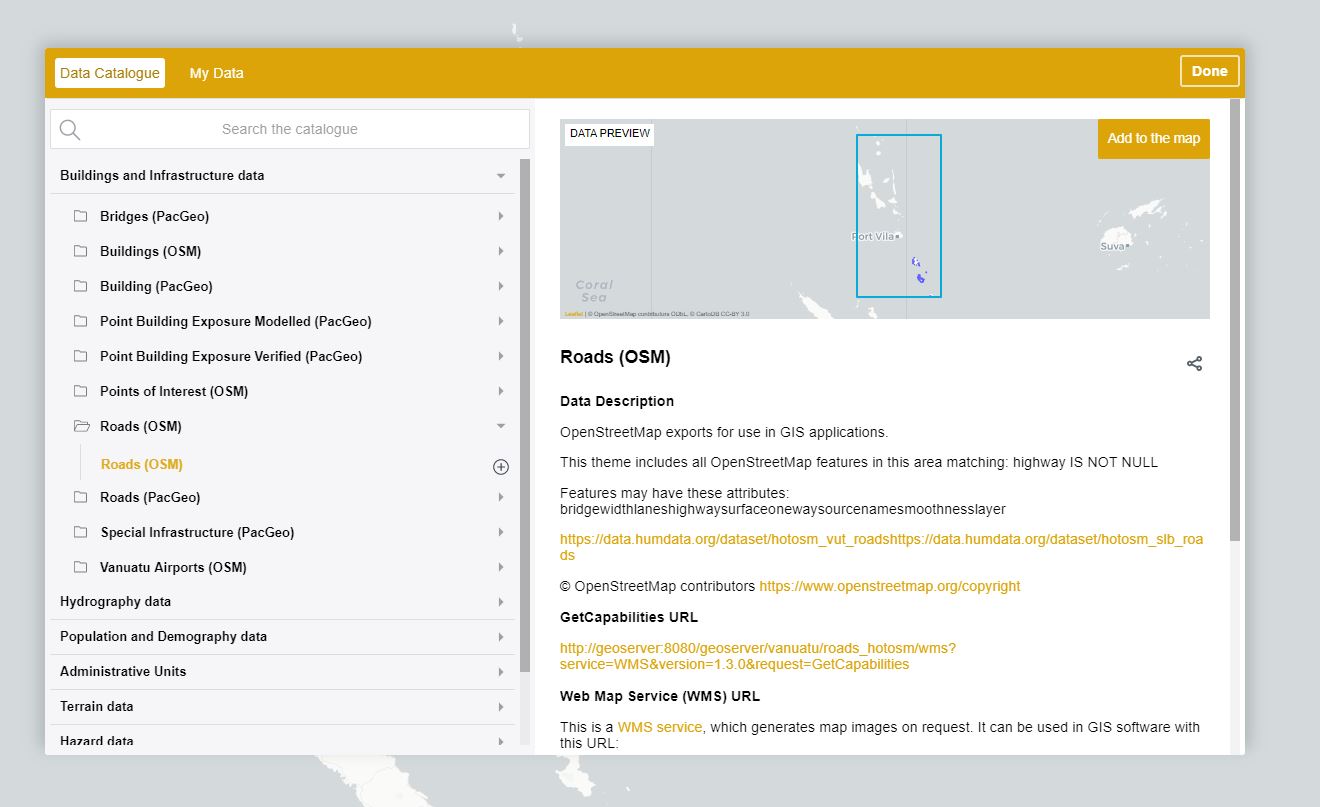 Data Catalogue
My Data
Done
Search the catalogue
Buildings and Infrastructure data
Bridges (PacGeo)
Buildings (OSM)
Building (PacGeo)
Point Building Exposure Modelled (PacGeo)
Point Building Exposure Verified (PacGeo)
Points of Interest (OSM)
Roads (OSM)
Roads (OSM)
Roads (PacGeo)
Special Infrastructure (PacGeo)
Vanuatu Airports (OSM)
Hydrography data
Population and Demography data
Administrative Units
Terrain data
Hazard data
DATA PREVIEW
Add to the map
Port Vila
Suva
Coral
Sea
Leaflet | © OpenStreetMap contributors ODbL, © CartoDB CC-BY 3.0
Roads (OSM)
Data Description
OpenStreetMap exports for use in GIS applications.
This theme includes all OpenStreetMap features in this area matching: highway IS NOT NULL
Features may have these attributes:
bridgewidthlaneshighwaysurfaceonewaysourcenamesmoothnesslayer
https://data.humdata.org/dataset/hotosm_vut_roadshttps://data.humdata.org/dataset/hotosm_slb_roa
ds
© OpenStreetMap contributors https://www.openstreetmap.org/copyright
GetCapabilities URL
http://geoserver:8080/geoserver/vanuatu/roads_hotosm/wms?
service=WMS&version=1.3.0&request=GetCapabilities
Web Map Service (WMS) URL
This is a WMS service, which generates map images on request. It can be used in GIS software with
this URL: